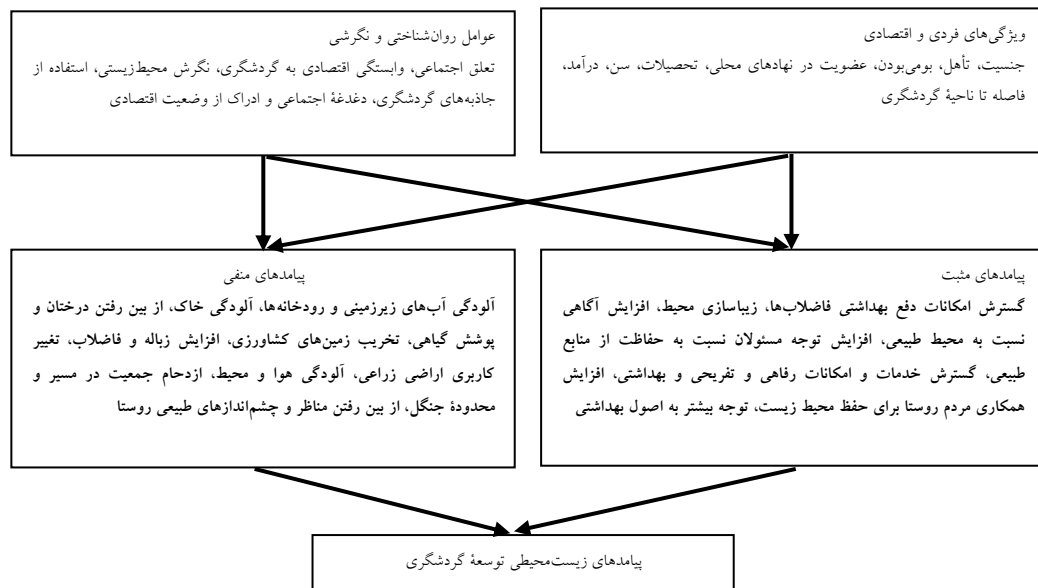 ویژگی‌های فردی و اقتصادی
جنسیت، تأهل، بومی‌بودن، عضویت در نهادهای محلی، تحصیلات، سن، درآمد،
فاصله تا ناحیۀ گردشگری
عوامل روان‌شناختی و نگرشی
تعلق اجتماعی، وابستگی اقتصادی به گردشگری، نگرش محیط‌زیستی، استفاده از
جاذبه‌های گردشگری، دغدغۀ اجتماعی و ادراک از وضعیت اقتصادی
پیامدهای مثبت
گسترش امکانات دفع بهداشتی فاضلاب‌ها، زیباسازی محیط، افزایش آگاهی
نسبت به محیط طبیعی، افزایش توجه مسئولان نسبت به حفاظت از منابع
طبیعی، گسترش خدمات و امکانات رفاهی و تفریحی و بهداشتی، افزایش
همکاری مردم روستا برای حفظ محیط زیست، توجه بیشتر به اصول بهداشتی
پیامدهای منفی
آلودگی آب‌های زیرزمینی و رودخانه‌ها، آلودگی خاک، از بین رفتن درختان و
پوشش گیاهی، تخریب زمین‌های کشاورزی، افزایش زباله و فاضلاب، تغییر
کاربری اراضی زراعی، آلودگی هوا و محیط، ازدحام جمعیت در مسیر و
محدودۀ جنگل، از بین رفتن مناظر و چشم‌اندازهای طبیعی روستا
پیامدهای زیست‌محیطی توسعۀ گردشگری